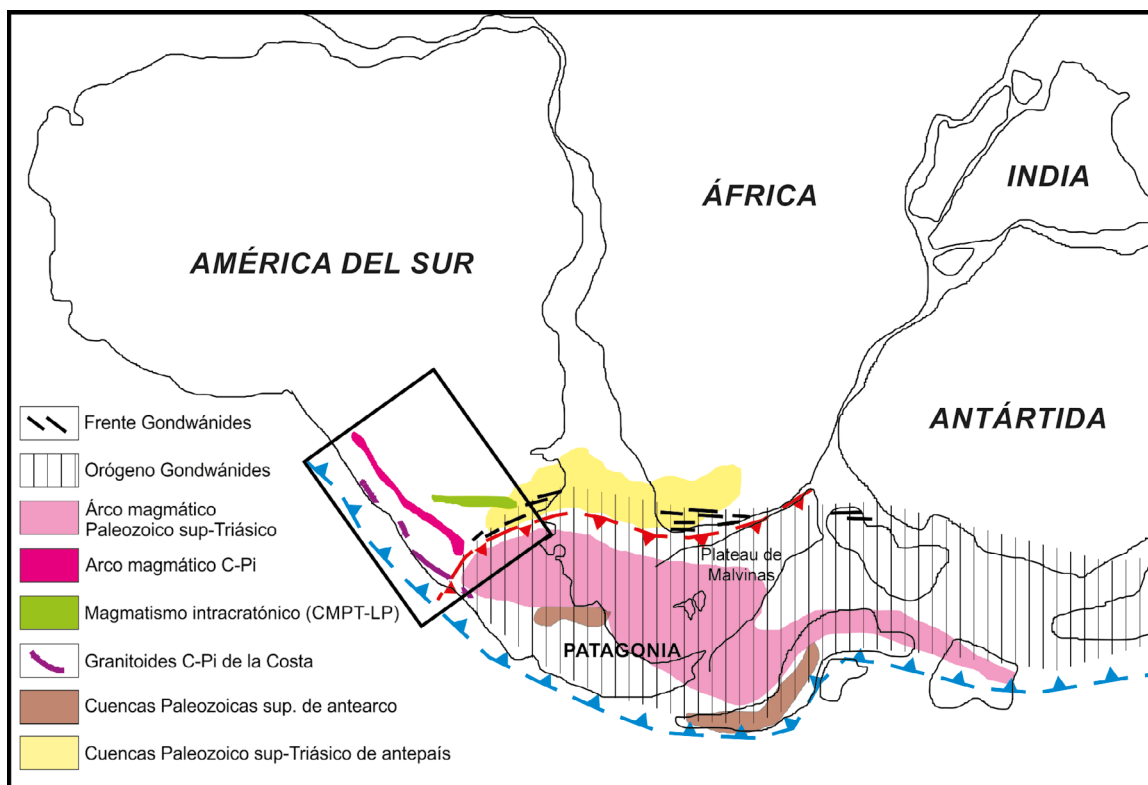 AMÉRICA DEL SUR
ÁFRICA
INDIA
ANTÁRTIDA
Plateau de
Malvinas
PATAGONIA
Frente Gondwánides
Orógeno Gondwánides
Árco magmático
Paleozoico sup-Triásico
Arco magmático C-Pi
Magmatismo intracratónico (CMPT-LP)
Granitoides C-Pi de la Costa
Cuencas Paleozoicas sup. de antearco
Cuencas Paleozoico sup-Triásico de antepaís